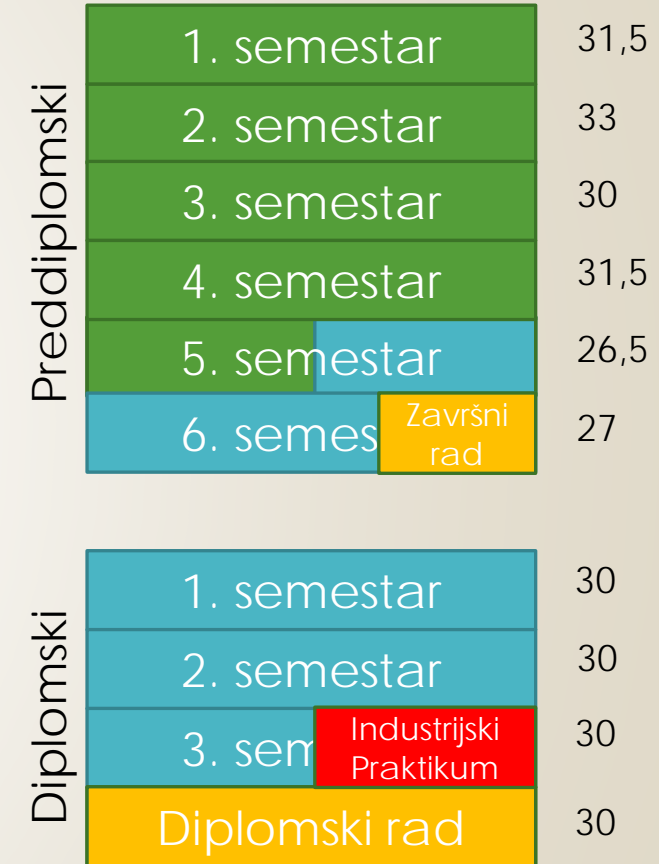 Preddiplomski
1. semestar 31,5
2. semestar 33
3. semestar 30
4. semestar 31,5
5. semestar 26,5
6. semes Završni 27
rad
Diplomski
1. semestar 30
2. semestar 30
3. sem Industrijski 30
Praktikum
Diplomski rad 30